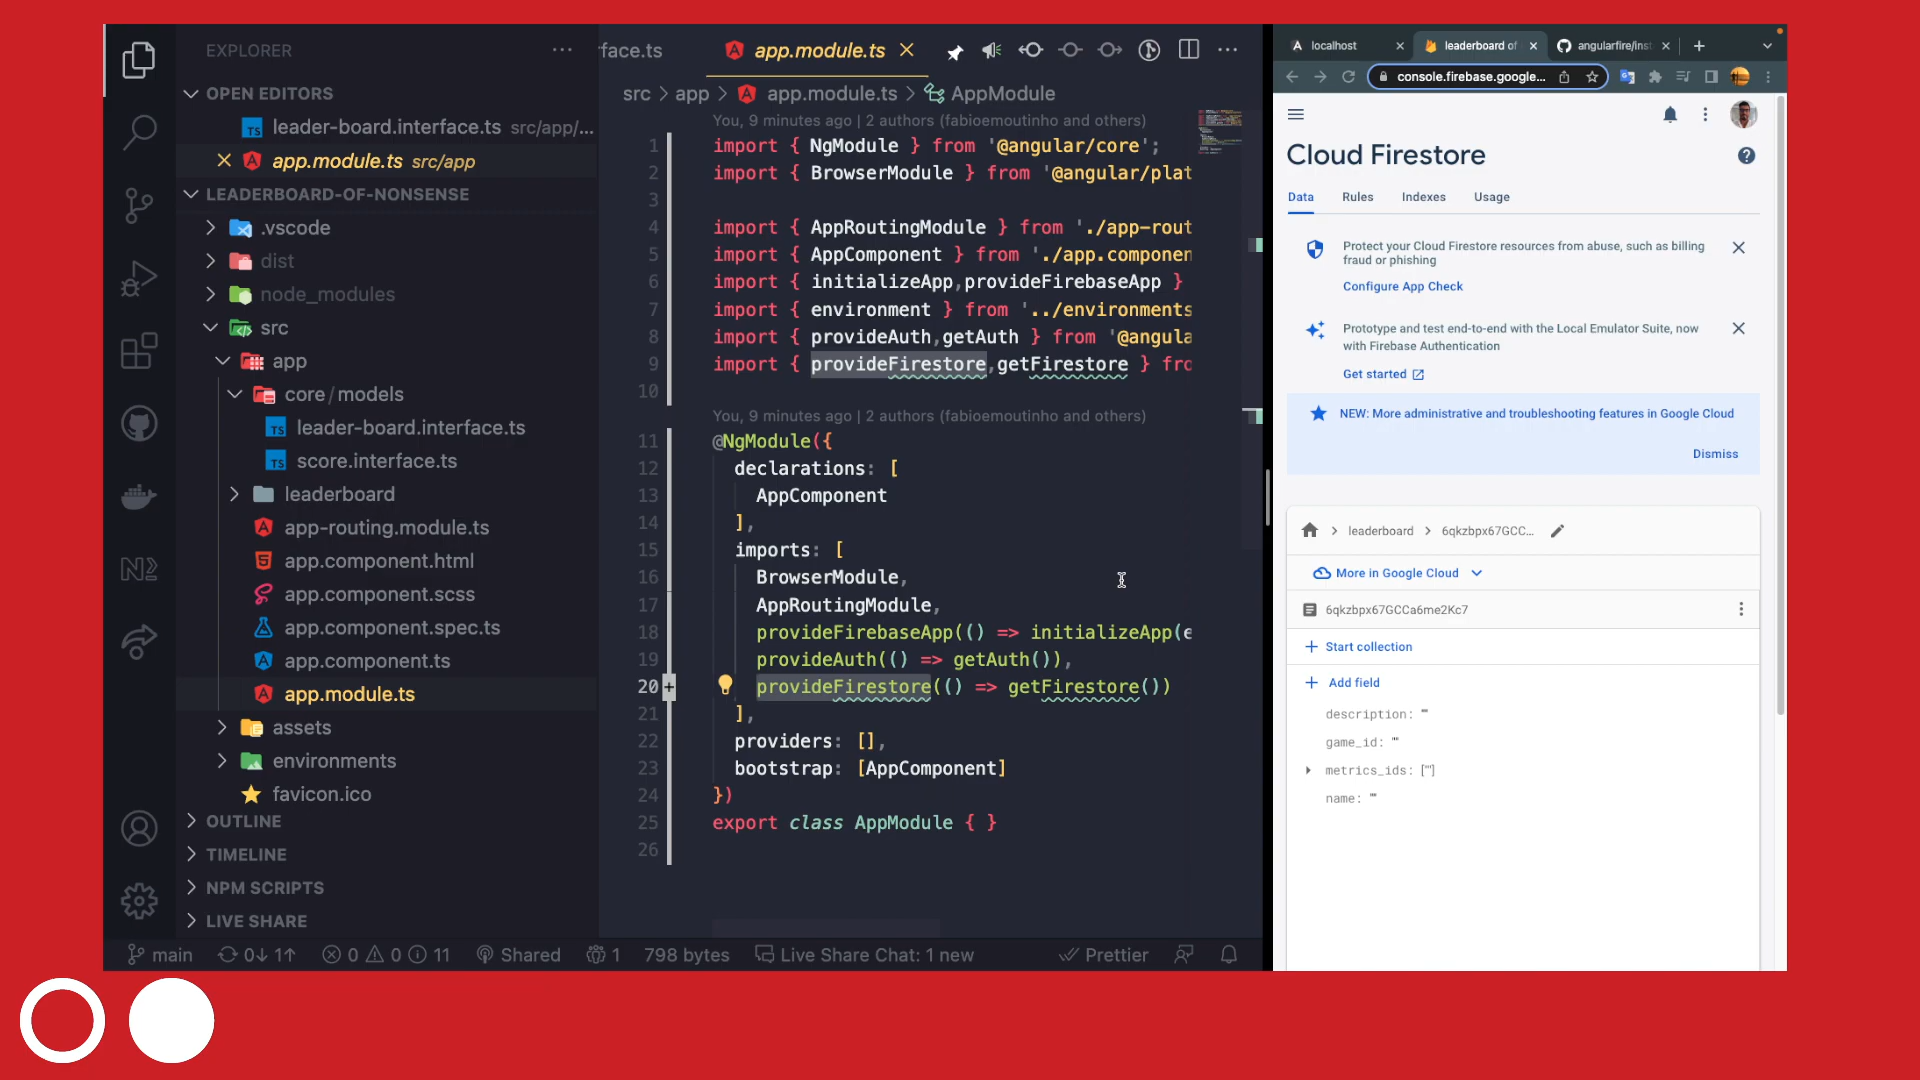 EXPLORER
OPEN EDITORS
leader-board.interface.ts src/app/...
app.module.ts src/app
LEADERBOARD-OF-NONSENSE
.vscode
dist
node_modules
src
app
core/models
leader-board.interface.ts
score.interface.ts
leaderboard
app-routing.module.ts
app.component.html
app.component.scss
app.component.spec.ts
app.component.ts
app.module.ts
assets
environments
favicon.ico
OUTLINE
TIMELINE
NPM SCRIPTS
LIVE SHARE
face.ts
app.module.ts
src > app > app.module.ts > AppModule
You, 9 minutes ago | 2 authors (fabioemoutinho and others)
1 import { NgModule } from '@angular/core';
2 import { BrowserModule } from '@angular/plat
3
4 import { AppRoutingModule } from './app-rout
5 import { AppComponent } from './app.componen
6 import { initializeApp,provideFirebaseApp }
7 import { environment } from '../environments
8 import { provideAuth,getAuth } from '@angula
9 import { provideFirestore,getFirestore } fro
10
You, 9 minutes ago | 2 authors (fabioemoutinho and others)
11 @NgModule({
12 declarations: [
13 AppComponent
14 ],
15 imports: [
16 BrowserModule,
17 AppRoutingModule,
18 provideFirebaseApp(() => initializeApp(e
19 provideAuth(() => getAuth()),
20 provideFirestore(() => getFirestore())
21 ],
22 providers: [],
23 bootstrap: [AppComponent]
24 })
25 export class AppModule { }
26
main 0↓ 1↑ 0 0 11 Shared 1 798 bytes Live Share Chat: 1 new Prettier
localhost
leaderboard of
angularfire/inst
console.firebase.google...
Cloud Firestore
Data Rules Indexes Usage
Protect your Cloud Firestore resources from abuse, such as billing
fraud or phishing
Configure App Check
Prototype and test end-to-end with the Local Emulator Suite, now
with Firebase Authentication
Get started
NEW: More administrative and troubleshooting features in Google Cloud
Dismiss
leaderboard > 6qkzbpx67GCC...
More in Google Cloud
6qkzbpx67GCCa6me2Kc7
+ Start collection
+ Add field
description: ""
game_id: ""
metrics_ids: [""]
name: ""